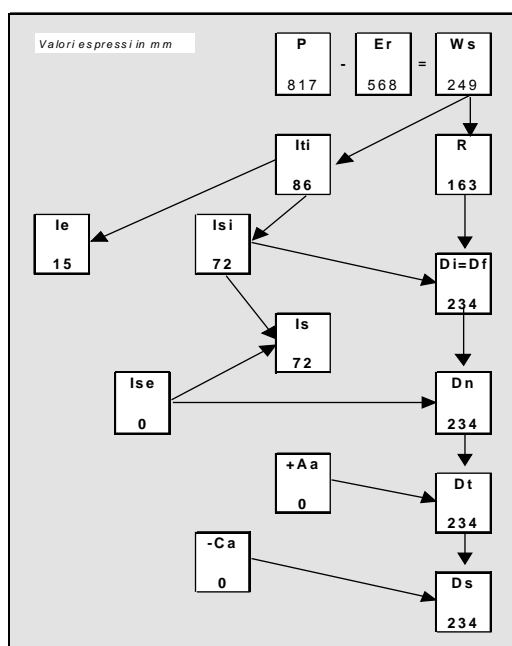 Valori espressi in mm
P - Er = Ws
817 568 249
Iti R
86 163
Ie Isi Di=Df
15 72 234
Is
72
Ise Dn
0 234
+Aa Dt
0 234
-Ca Ds
0 234